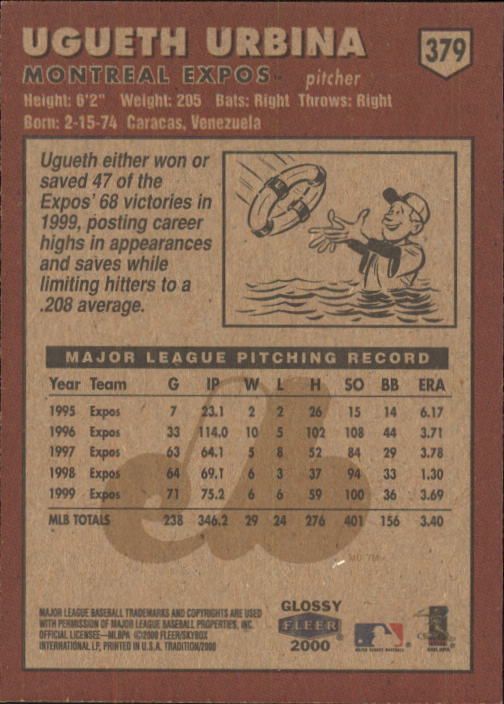 UGUETH URBINA
379
MONTREAL EXPOS™ pitcher
Height: 6'2" Weight: 205 Bats: Right Throws: Right
Born: 2-15-74 Caracas, Venezuela
Ugueth either won or
saved 47 of the
Expos' 68 victories in
1999, posting career
highs in appearances
and saves while
limiting hitters to a
.208 average.
MAJOR LEAGUE PITCHING RECORD
Year Team G IP W L H SO BB ERA
1995 Expos 7 23.1 2 2 26 15 14 6.17
1996 Expos 33 114.0 10 5 102 108 44 3.71
1997 Expos 63 64.1 5 8 52 84 29 3.78
1998 Expos 64 69.1 6 3 37 94 33 1.30
1999 Expos 71 75.2 6 6 59 100 36 3.69
MLB TOTALS 238 346.2 29 24 276 401 156 3.40
MAJOR LEAGUE BASEBALL TRADEMARKS AND COPYRIGHTS ARE USED
WITH PERMISSION OF MAJOR LEAGUE BASEBALL PROPERTIES, INC.
OFFICIAL LICENSEE—MLBPA ©2000 FLEER/SKYBOX
INTERNATIONAL LP, PRINTED IN U.S.A. TRADITION/2000
GLOSSY
FLEER
2000
MAJOR LEAGUE BASEBALL